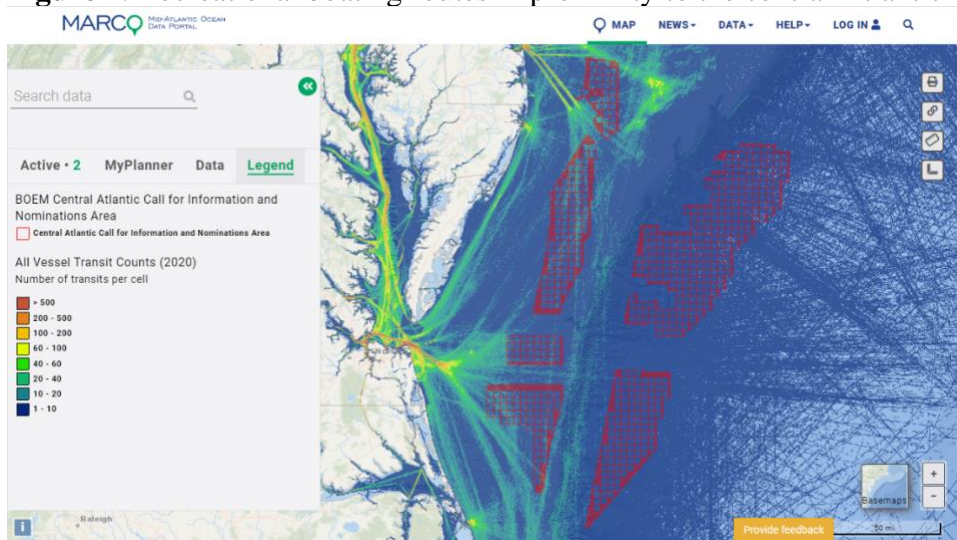 MARCO MID-ATLANTIC OCEAN
DATA PORTAL
MAP NEWS DATA HELP LOG IN
Search data
Active • 2 MyPlanner Data Legend
BOEM Central Atlantic Call for Information and
Nominations Area
Central Atlantic Call for Information and Nominations Area
All Vessel Transit Counts (2020)
Number of transits per cell
> 500
200 - 500
100 - 200
60 - 100
40 - 60
20 - 40
10 - 20
1 - 10
Raleigh
Basemaps
+
-
Provide feedback
50 mi